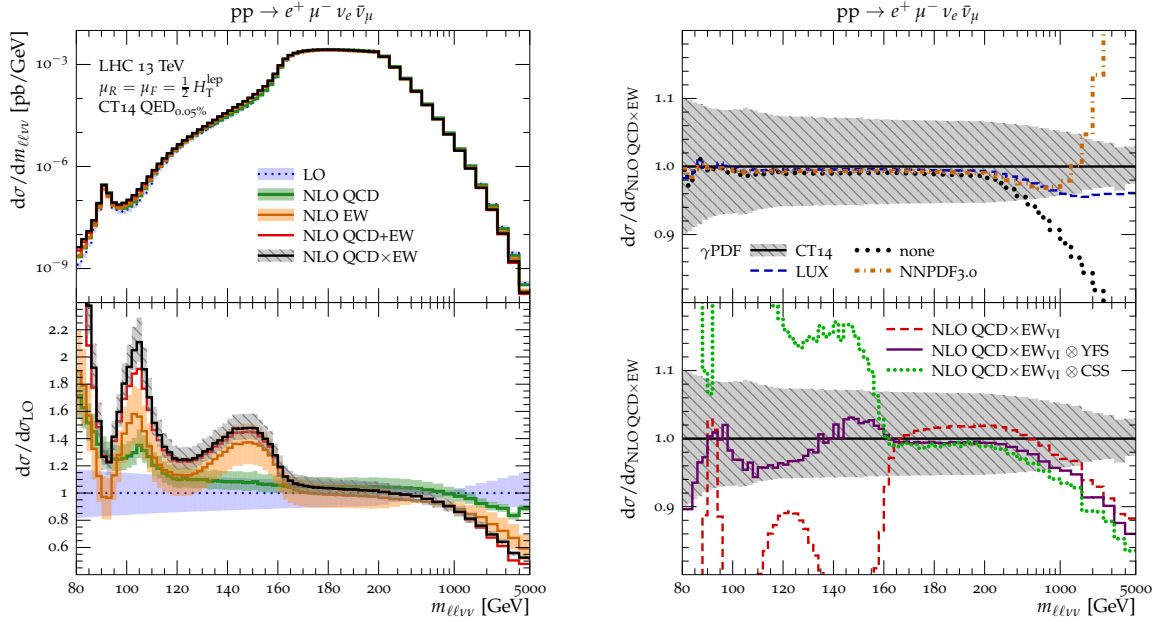 pp → e⁺ μ⁻ νₑ ν̄_μ
dσ/dm_ℓℓνν [pb/GeV]
10⁻³
10⁻⁶
10⁻⁹
LHC 13 TeV
μ_R = μ_F = ½ H_T^lep
CT14 QED_0.05%
LO
NLO QCD
NLO EW
NLO QCD+EW
NLO QCD×EW
dσ/dσ_LO
2.2
2
1.8
1.6
1.4
1.2
1
0.8
0.6
80 100 120 140 160 180 200 1000 5000
m_ℓℓνν [GeV]
pp → e⁺ μ⁻ νₑ ν̄_μ
dσ/dσ_NLO QCD×EW
1.1
1.0
0.9
γPDF
CT14
none
LUX
NNPDF3.0
dσ/dσ_NLO QCD×EW
1.1
1.0
0.9
NLO QCD×EW_VI
NLO QCD×EW_VI ⊗ YFS
NLO QCD×EW_VI ⊗ CSS
80 100 120 140 160 180 200 1000 5000
m_ℓℓνν [GeV]